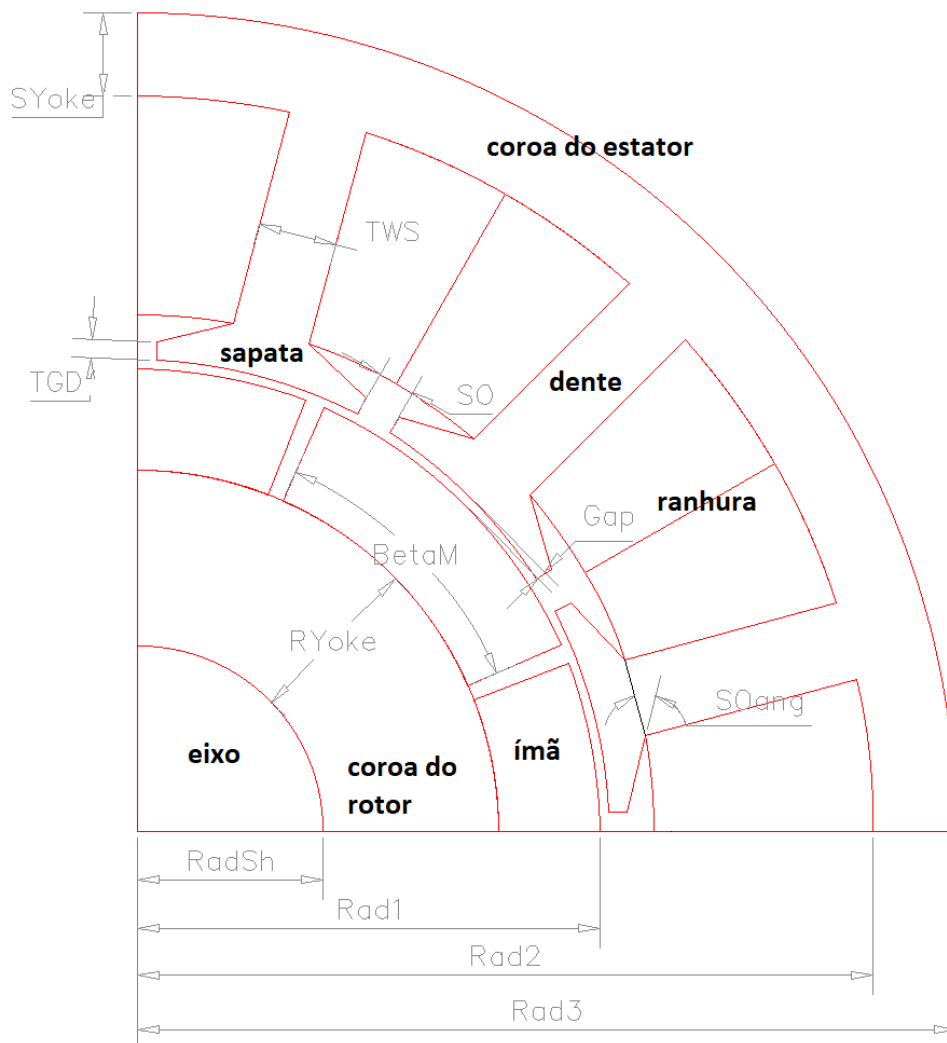 SYoke
coroa do estator
TWS
sapata
TGD
SO
dente
ranhura
Gap
BetaM
RYoke
SOang
eixo
coroa do
rotor
ímã
RadSh
Rad1
Rad2
Rad3